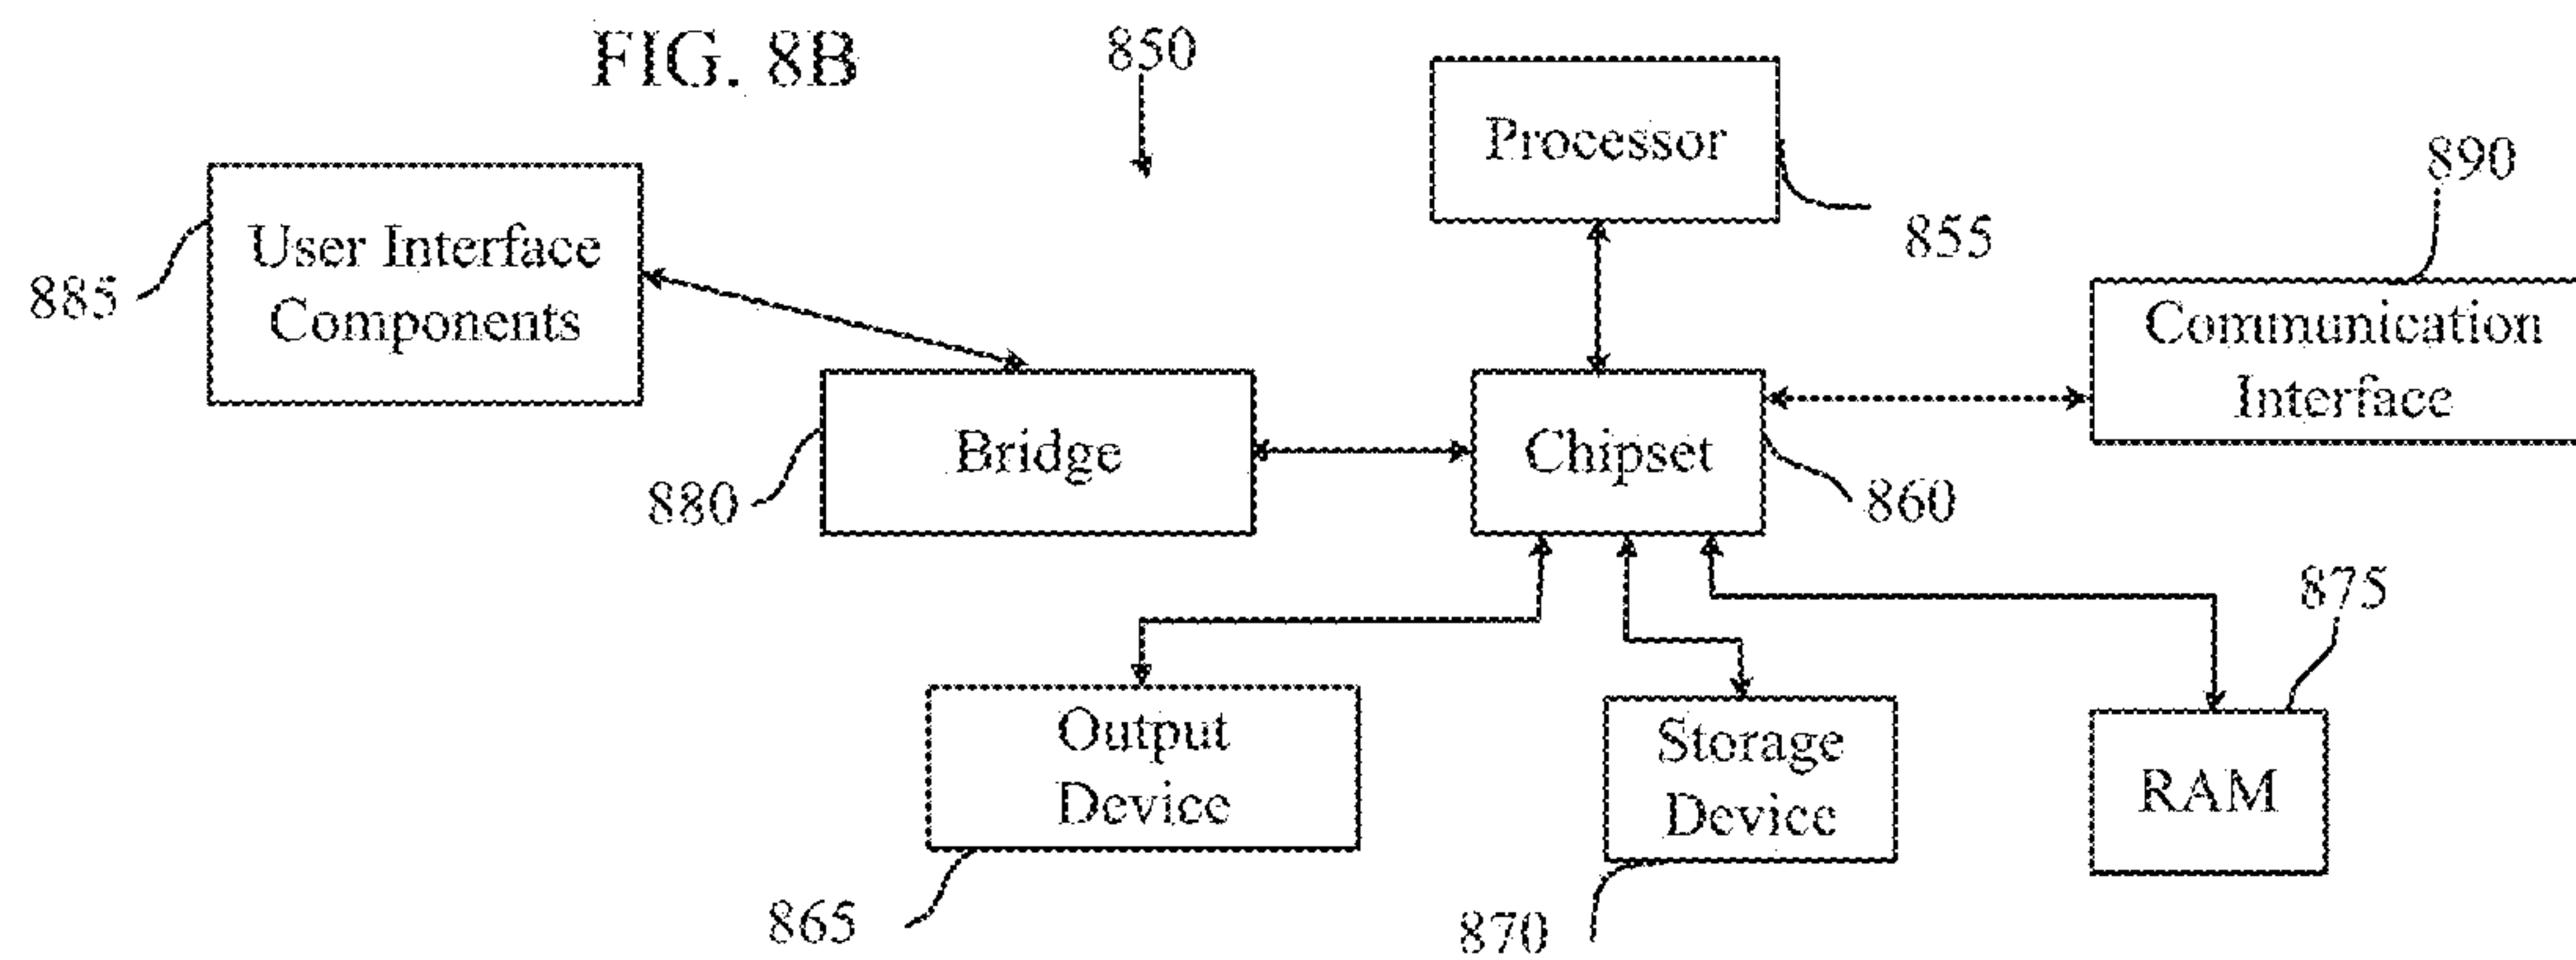 FIG. 8B
850
Processor
855
890
User Interface
Components
885
Communication
Interface
Bridge
880
Chipset
860
875
Output
Device
865
Storage
Device
870
RAM